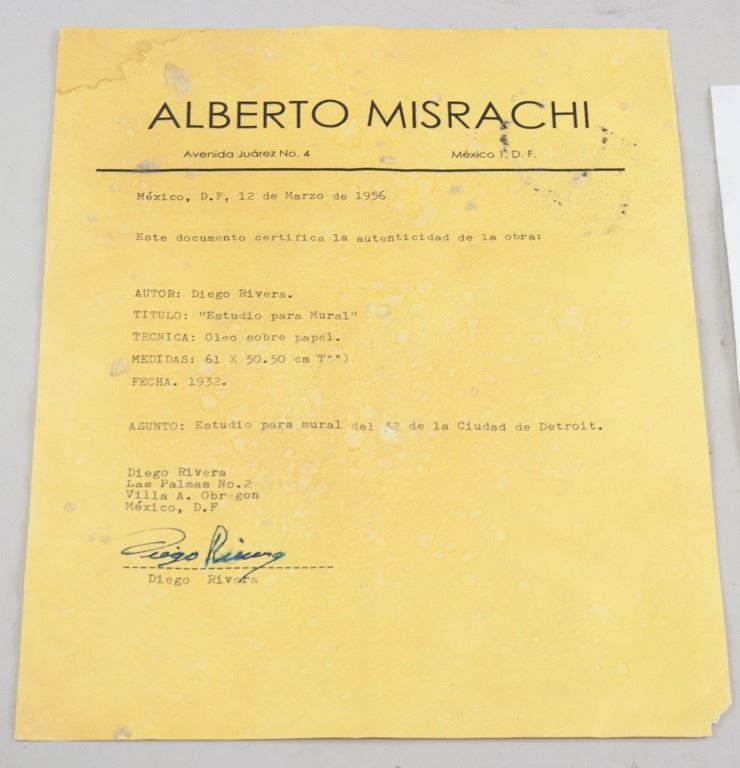 ALBERTO MISRACHI
Avenida Juárez No. 4 México 1, D. F.
México, D.F, 12 de Marzo de 1956
Este documento certifica la autenticidad de la obra:
AUTOR: Diego Rivera.
TITULO: "Estudio para Mural"
TECNICA: Oleo sobre papel.
MEDIDAS: 61 X 50.50 cm T**)
FECHA. 1932.
ASUNTO: Estudio para mural del 32 de la Ciudad de Detroit.
Diego Rivera
Las Palmas No.2
Villa A. Obregon
México, D.F
Diego Rivera
Diego Rivera